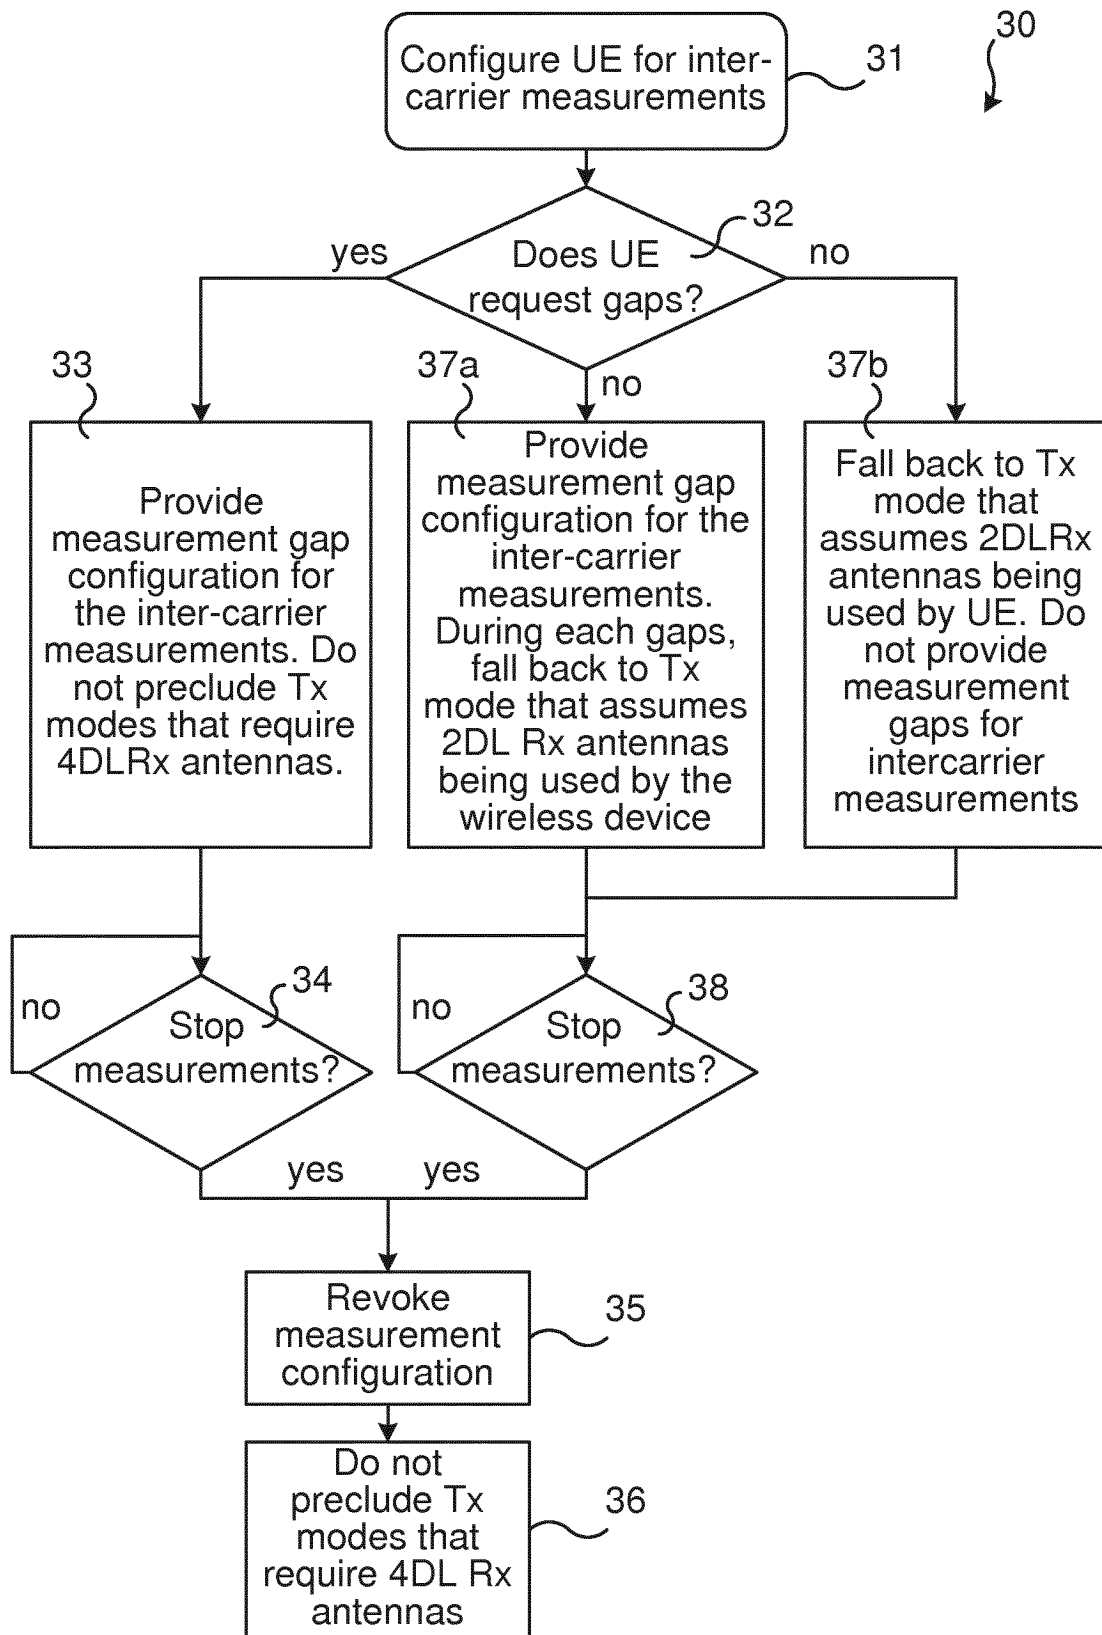 30
Configure UE for inter-
carrier measurements
31
32
yes
Does UE
request gaps?
no
33
37a
no
37b
Provide
measurement gap
configuration for
the inter-carrier
measurements. Do
not preclude Tx
modes that require
4DLRx antennas.
Provide
measurement gap
configuration for the
inter-carrier
measurements.
During each gaps,
fall back to Tx
mode that assumes
2DL Rx antennas
being used by the
wireless device
Fall back to Tx
mode that
assumes 2DLRx
antennas being
used by UE. Do
not provide
measurement
gaps for
intercarrier
measurements
34
no
Stop
measurements?
yes
38
no
Stop
measurements?
yes
Revoke
measurement
configuration
35
Do not
preclude Tx
modes that
require 4DL Rx
antennas
36